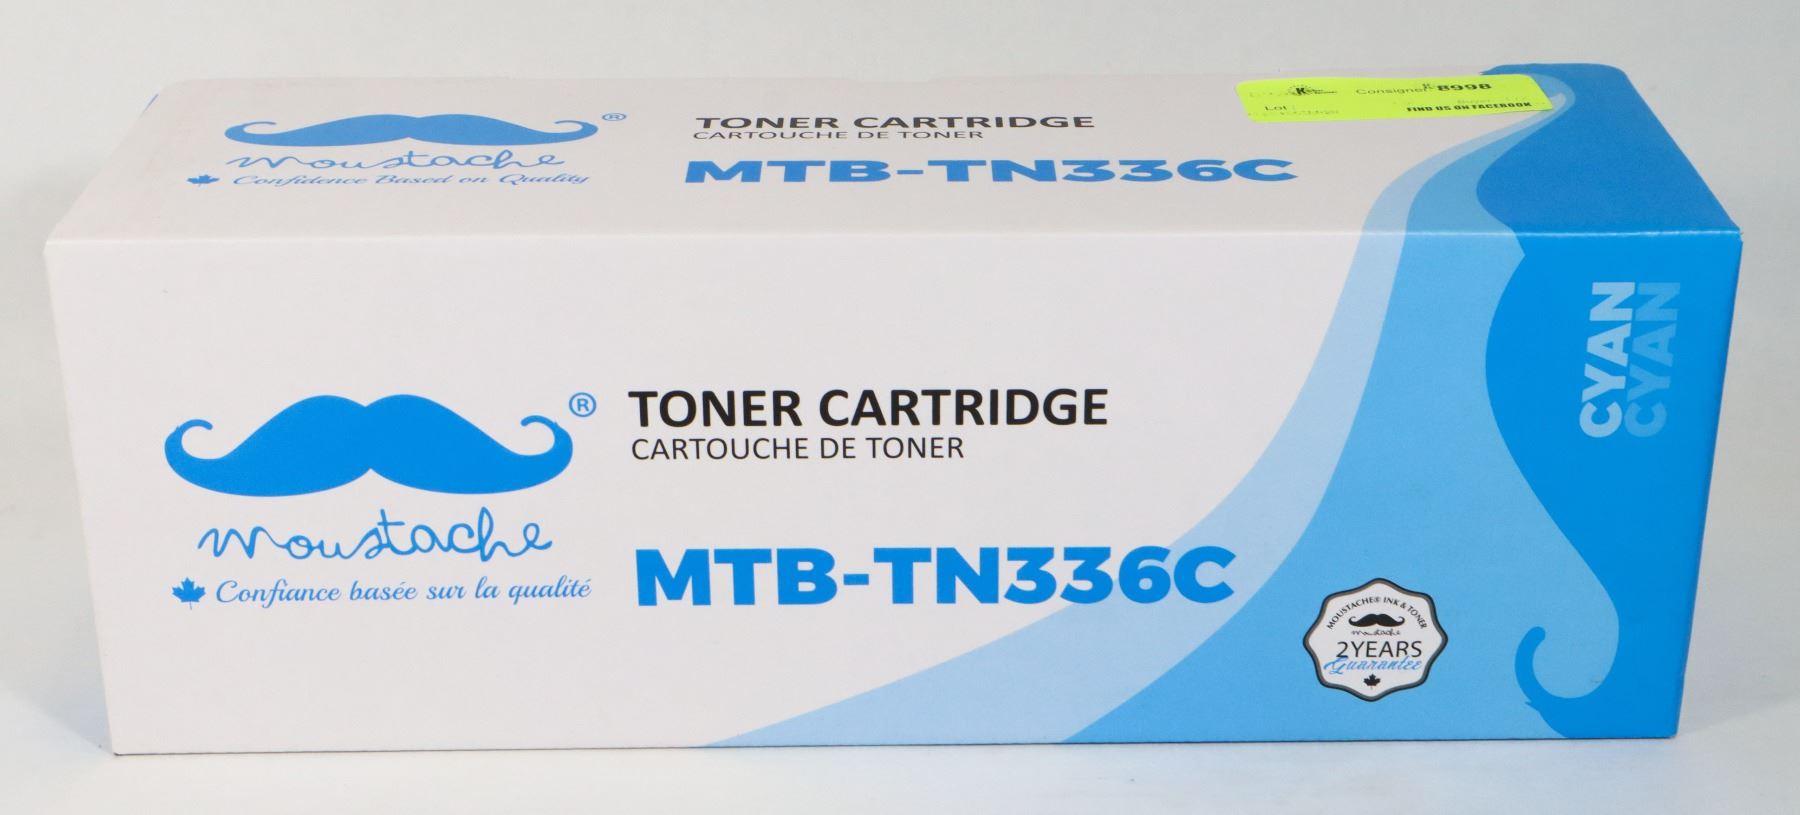 moustache®
Confidence Based on Quality
TONER CARTRIDGE
CARTOUCHE DE TONER
MTB-TN336C
K
Consignor# 8998
Lot
FIND US ON FACEBOOK
moustache®
Confiance basée sur la qualité
TONER CARTRIDGE
CARTOUCHE DE TONER
MTB-TN336C
CYAN
CYAN
MOUSTACHE® INK & TONER
moustache
2YEARS
Guarantee